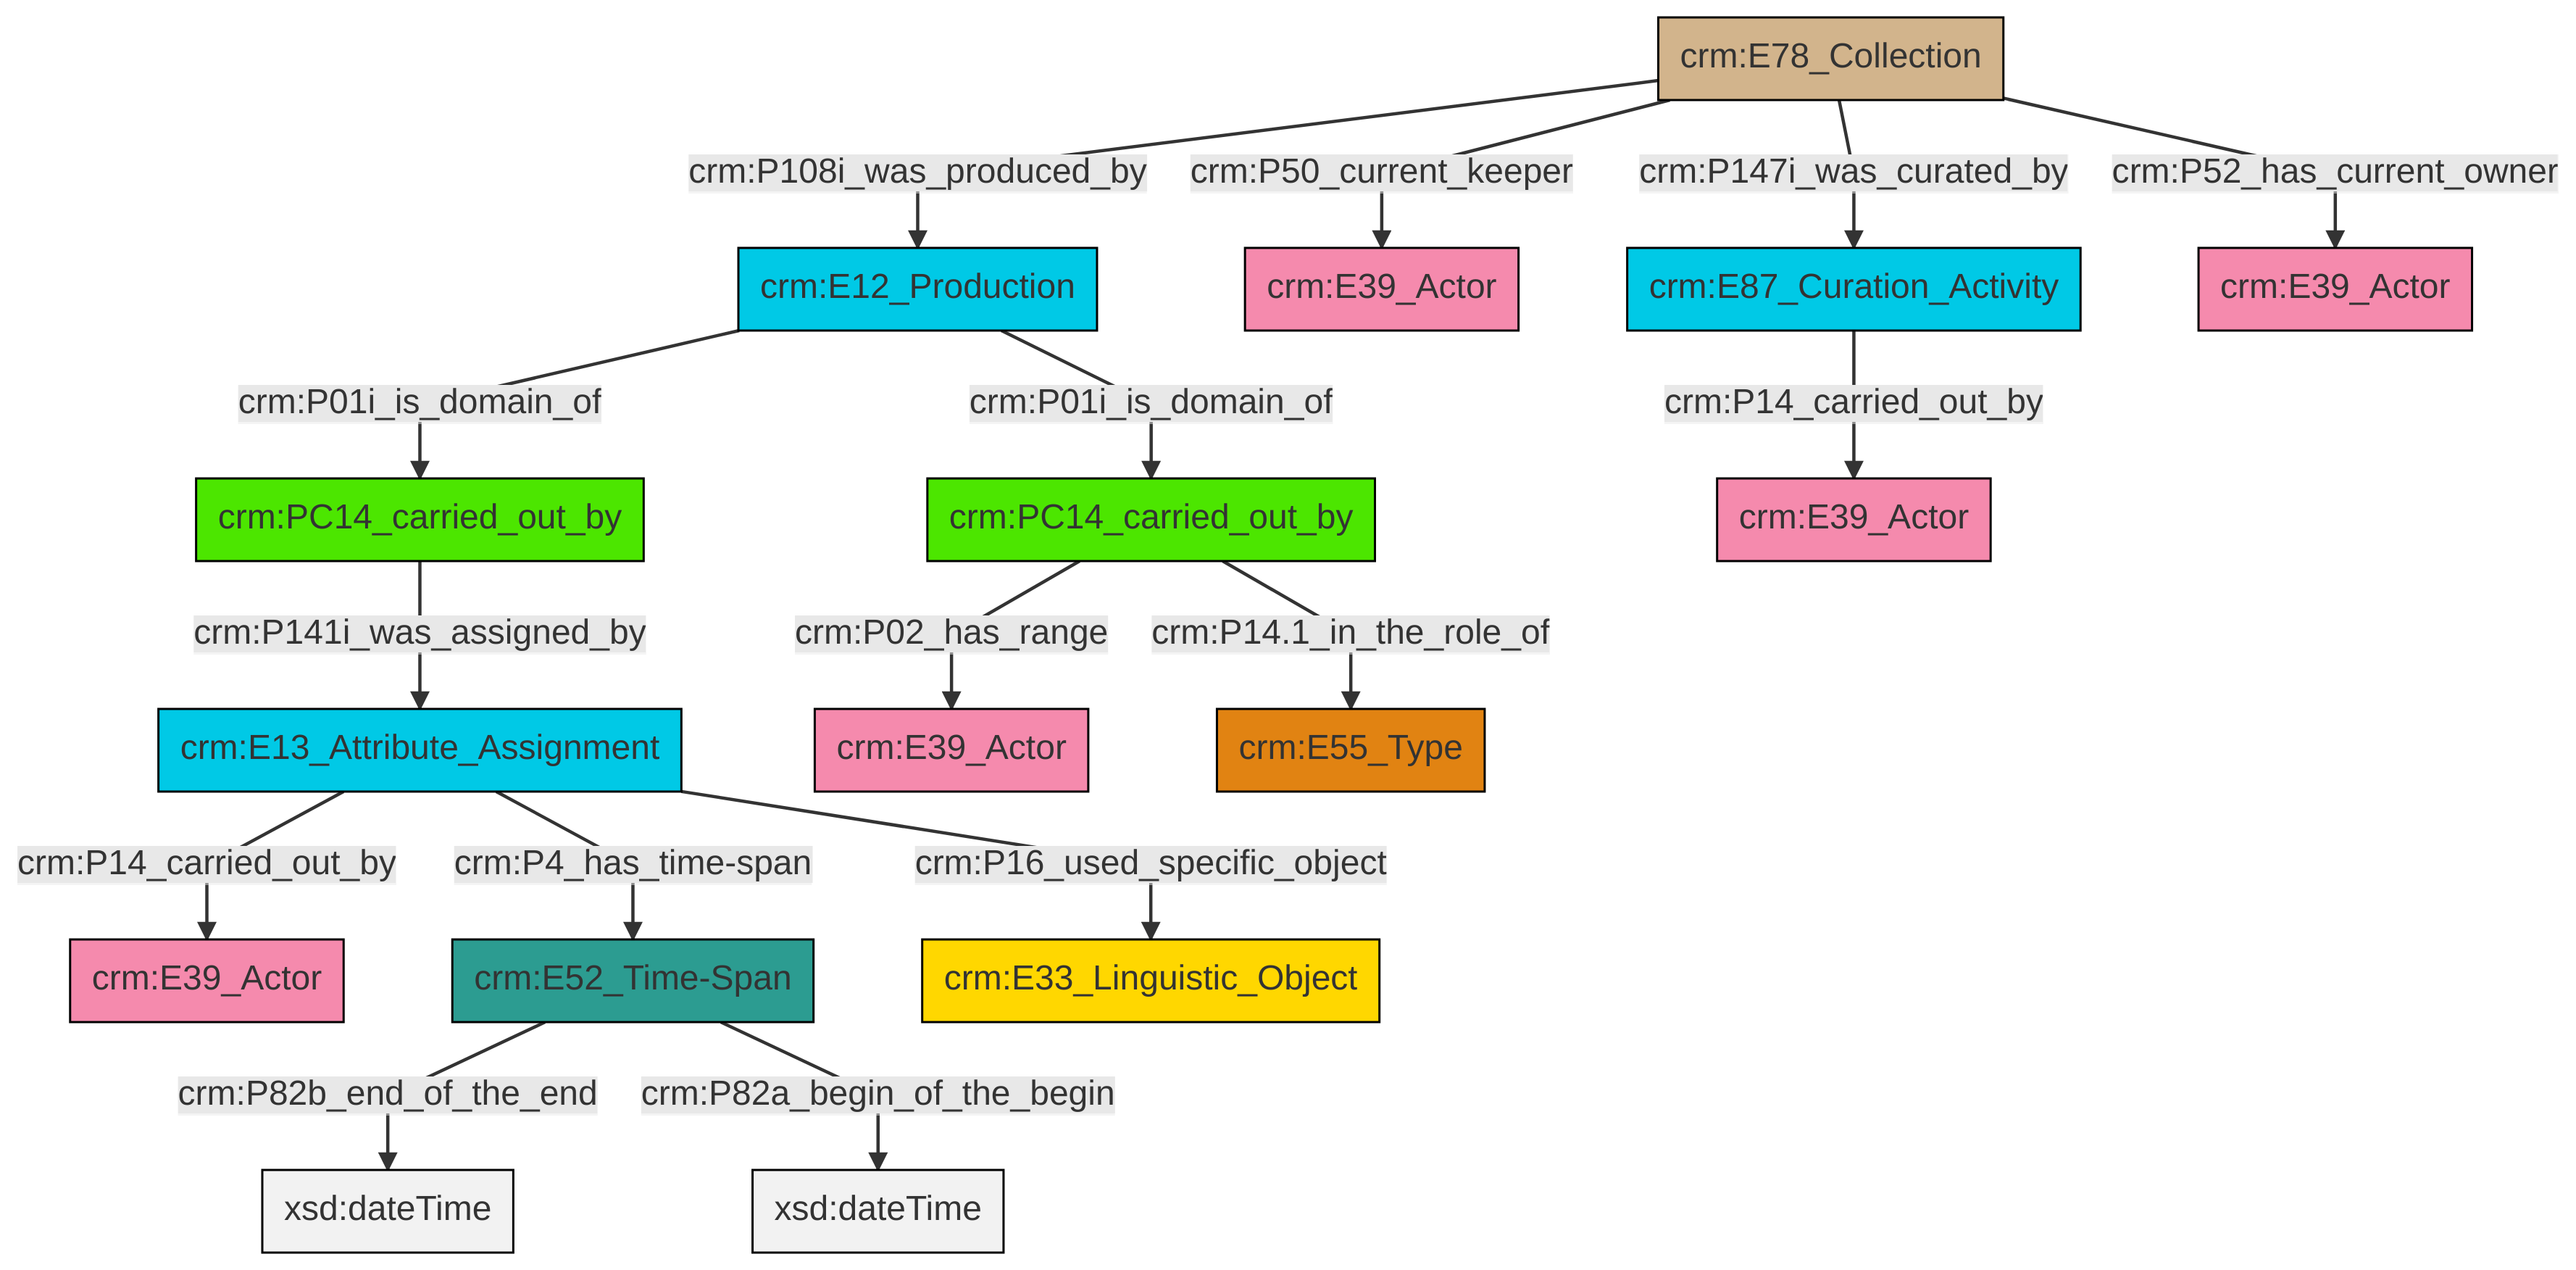 crm:E78_Collection
crm:P108i_was_produced_by
crm:P50_current_keeper
crm:P147i_was_curated_by
crm:P52_has_current_owner
crm:E12_Production
crm:E39_Actor
crm:E87_Curation_Activity
crm:E39_Actor
crm:P01i_is_domain_of
crm:P01i_is_domain_of
crm:P14_carried_out_by
crm:PC14_carried_out_by
crm:PC14_carried_out_by
crm:E39_Actor
crm:P141i_was_assigned_by
crm:P02_has_range
crm:P14.1_in_the_role_of
crm:E13_Attribute_Assignment
crm:E39_Actor
crm:E55_Type
crm:P14_carried_out_by
crm:P4_has_time-span
crm:P16_used_specific_object
crm:E39_Actor
crm:E52_Time-Span
crm:E33_Linguistic_Object
crm:P82b_end_of_the_end
crm:P82a_begin_of_the_begin
xsd:dateTime
xsd:dateTime